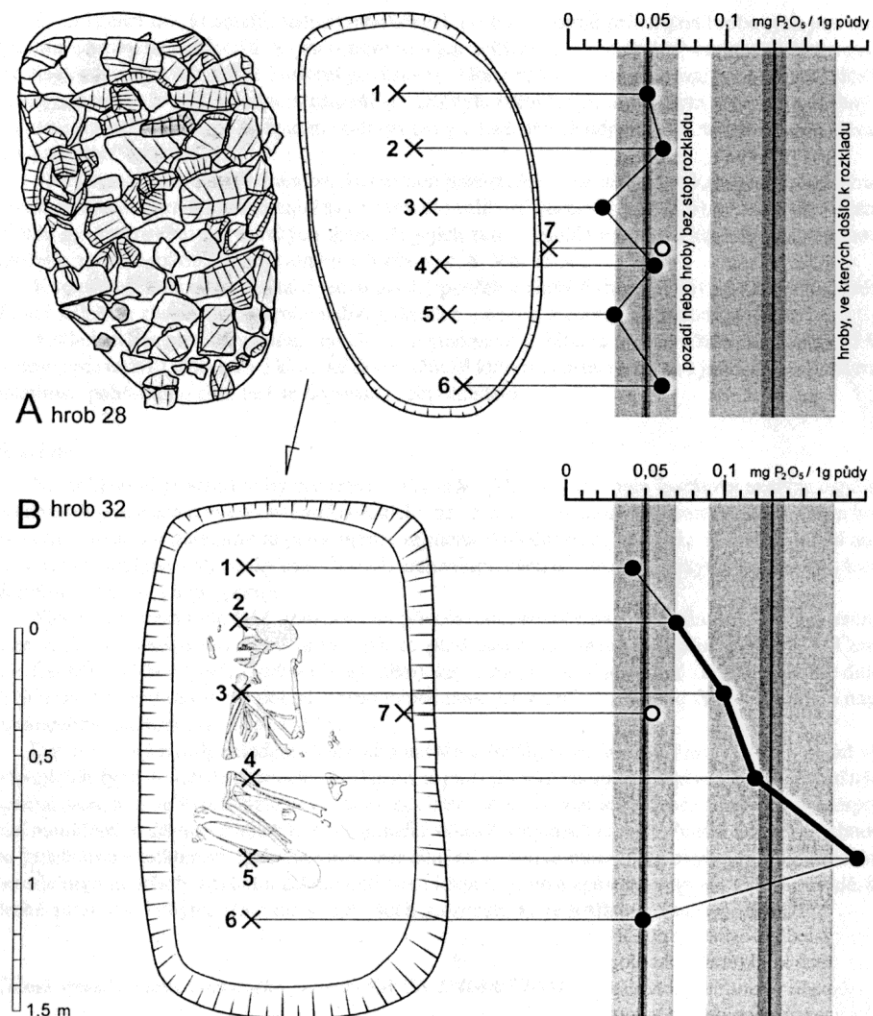 0 0,05 0,1 mg P₂O₅ / 1g půdy
1
2
3
7
4
5
6
pozadí nebo hroby bez stop rozkladu
hroby, ve kterých došlo k rozkladu
A hrob 28
0 0,05 0,1 mg P₂O₅ / 1g půdy
B hrob 32
1
2
3
7
4
5
6
0
0,5
1
1,5 m